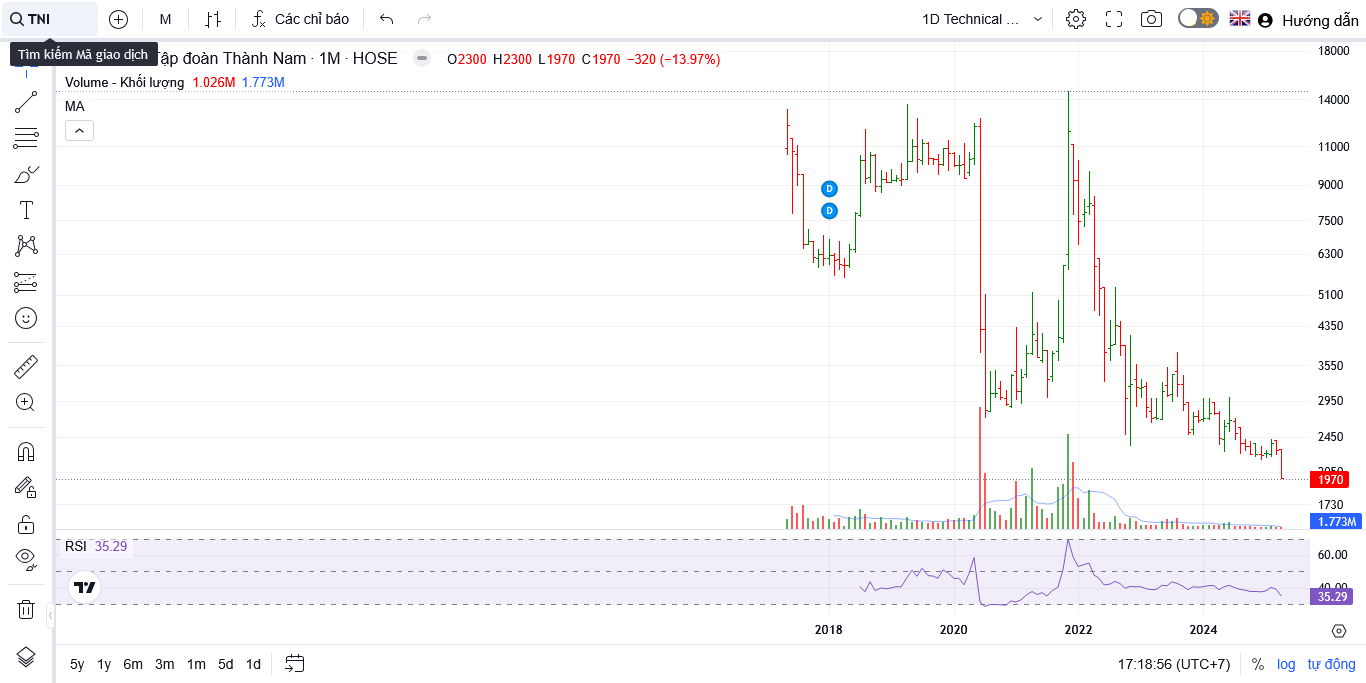 TNI
M
Các chỉ báo
1D Technical ...
Hướng dẫn
Tìm kiếm Mã giao dịch
Tập đoàn Thành Nam · 1M · HOSE
O2300 H2300 L1970 C1970 −320 (−13.97%)
Volume - Khối lượng 1.026M 1.773M
MA
D
D
18000
14000
11000
9000
7500
6300
5100
4350
3550
2950
2450
2050
1970
1730
1.773M
RSI 35.29
60.00
40.00
35.29
2018 2020 2022 2024
5y 1y 6m 3m 1m 5d 1d
17:18:56 (UTC+7) % log tự động